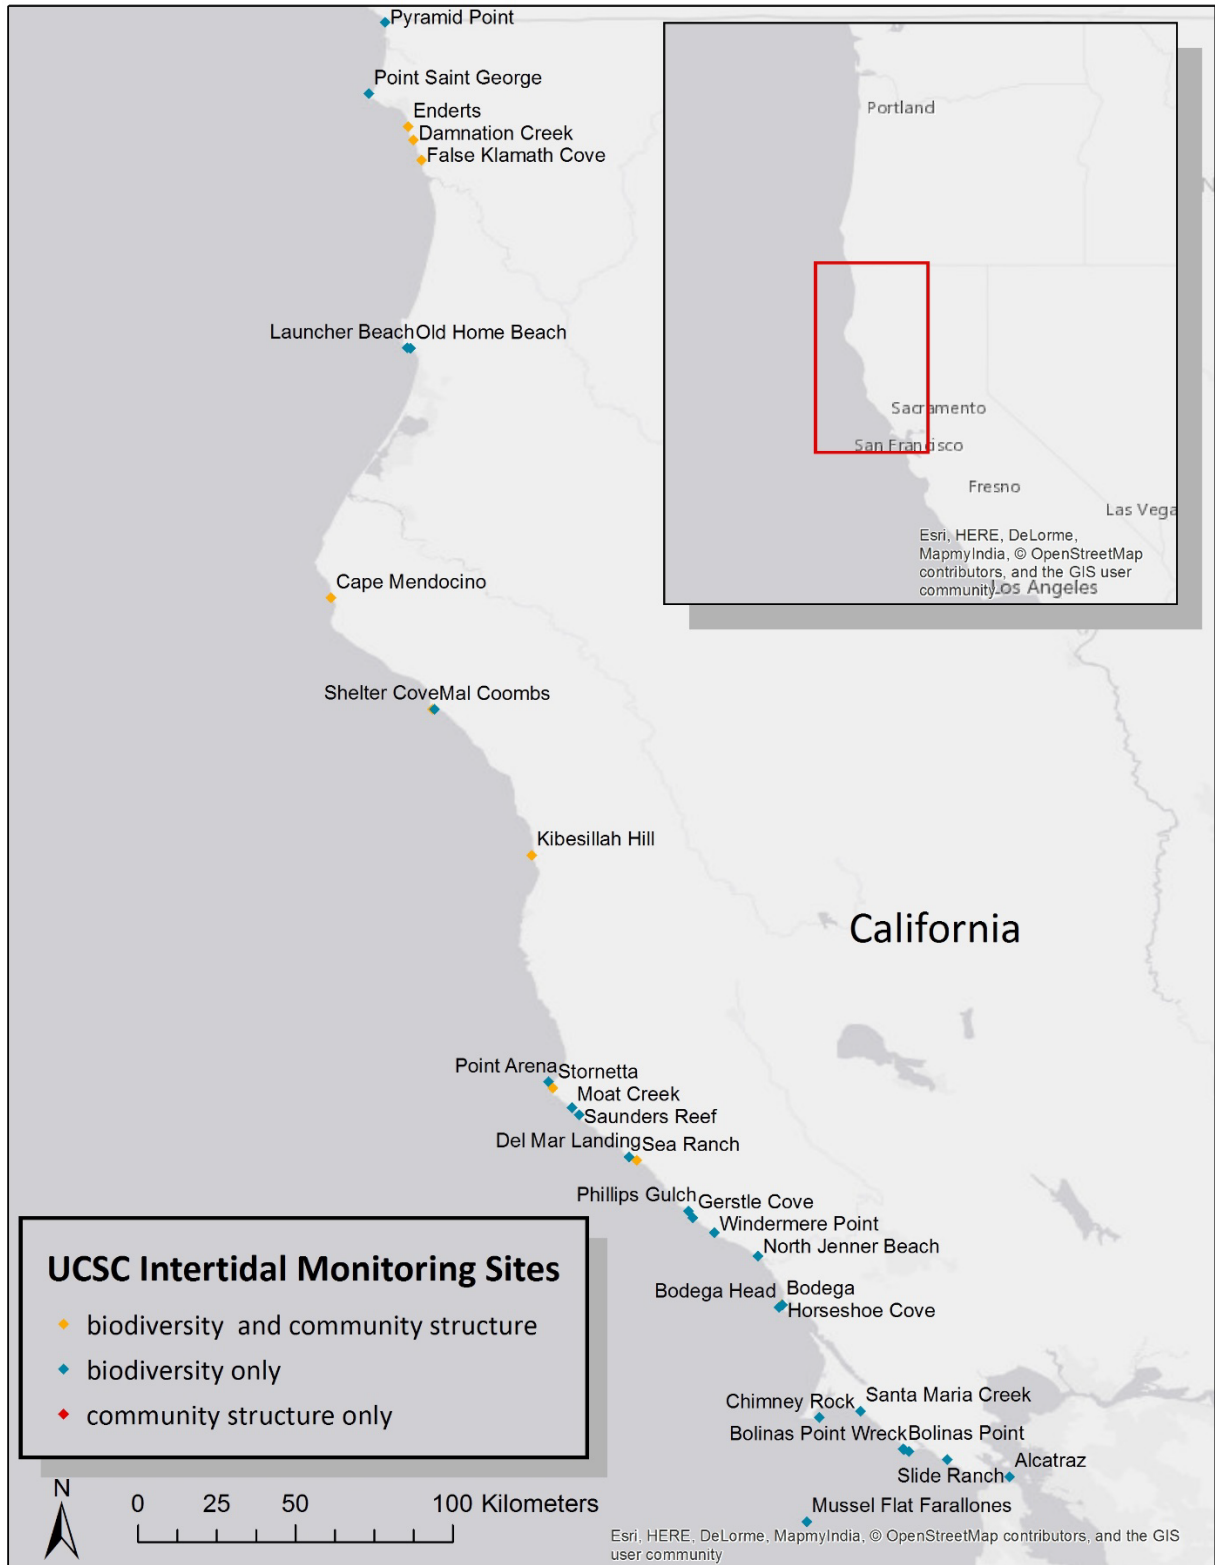 Pyramid Point
Point Saint George
Enderts
Damnation Creek
False Klamath Cove
Launcher Beach
Old Home Beach
Cape Mendocino
Shelter Cove
Mal Coombs
Kibesillah Hill
California
Point Arena
Stornetta
Moat Creek
Saunders Reef
Del Mar Landing
Sea Ranch
Phillips Gulch
Gerstle Cove
Windermere Point
North Jenner Beach
Bodega Head
Bodega
Horseshoe Cove
Chimney Rock
Santa Maria Creek
Bolinas Point Wreck
Bolinas Point
Slide Ranch
Alcatraz
Mussel Flat Farallones
Portland
Sacramento
San Francisco
Fresno
Las Vega
Los Angeles
Esri, HERE, DeLorme,
MapmyIndia, © OpenStreetMap
contributors, and the GIS user
community
UCSC Intertidal Monitoring Sites
biodiversity and community structure
biodiversity only
community structure only
N
0 25 50 100 Kilometers
Esri, HERE, DeLorme, MapmyIndia, © OpenStreetMap contributors, and the GIS
user community